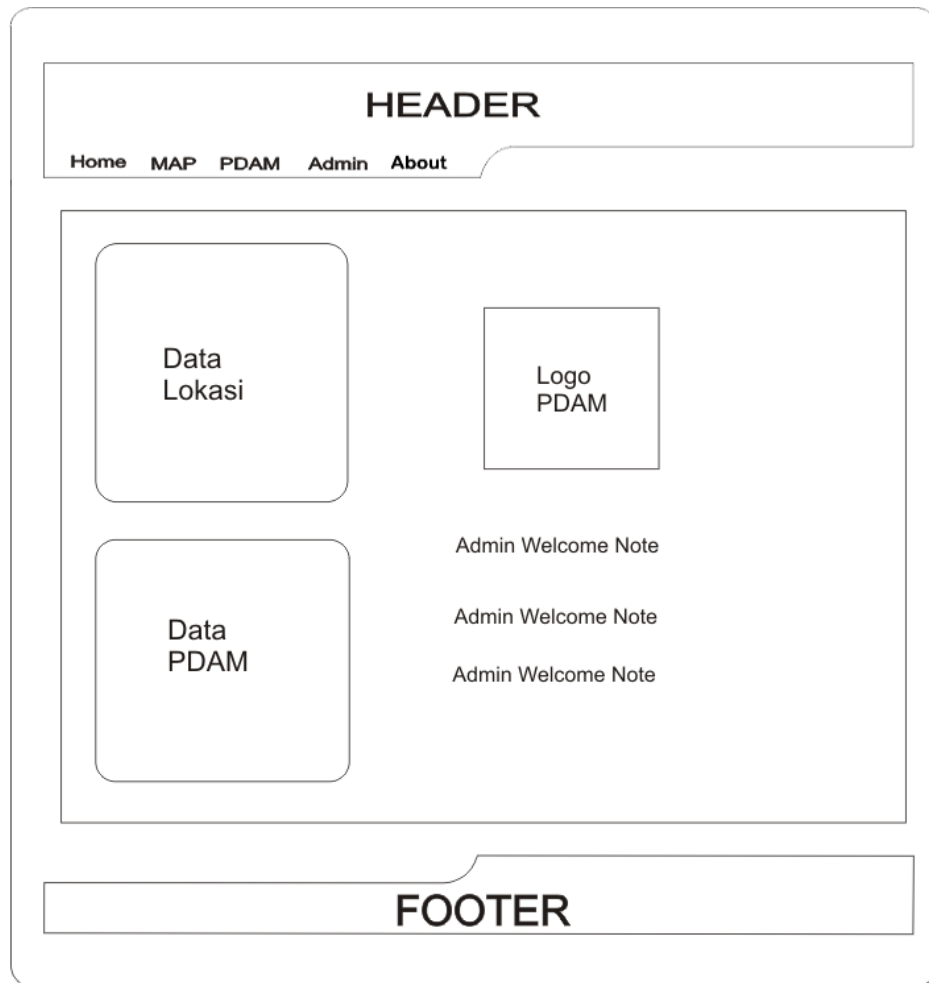 HEADER
Home MAP PDAM Admin About
Data
Lokasi
Logo
PDAM
Admin Welcome Note
Admin Welcome Note
Admin Welcome Note
Data
PDAM
FOOTER